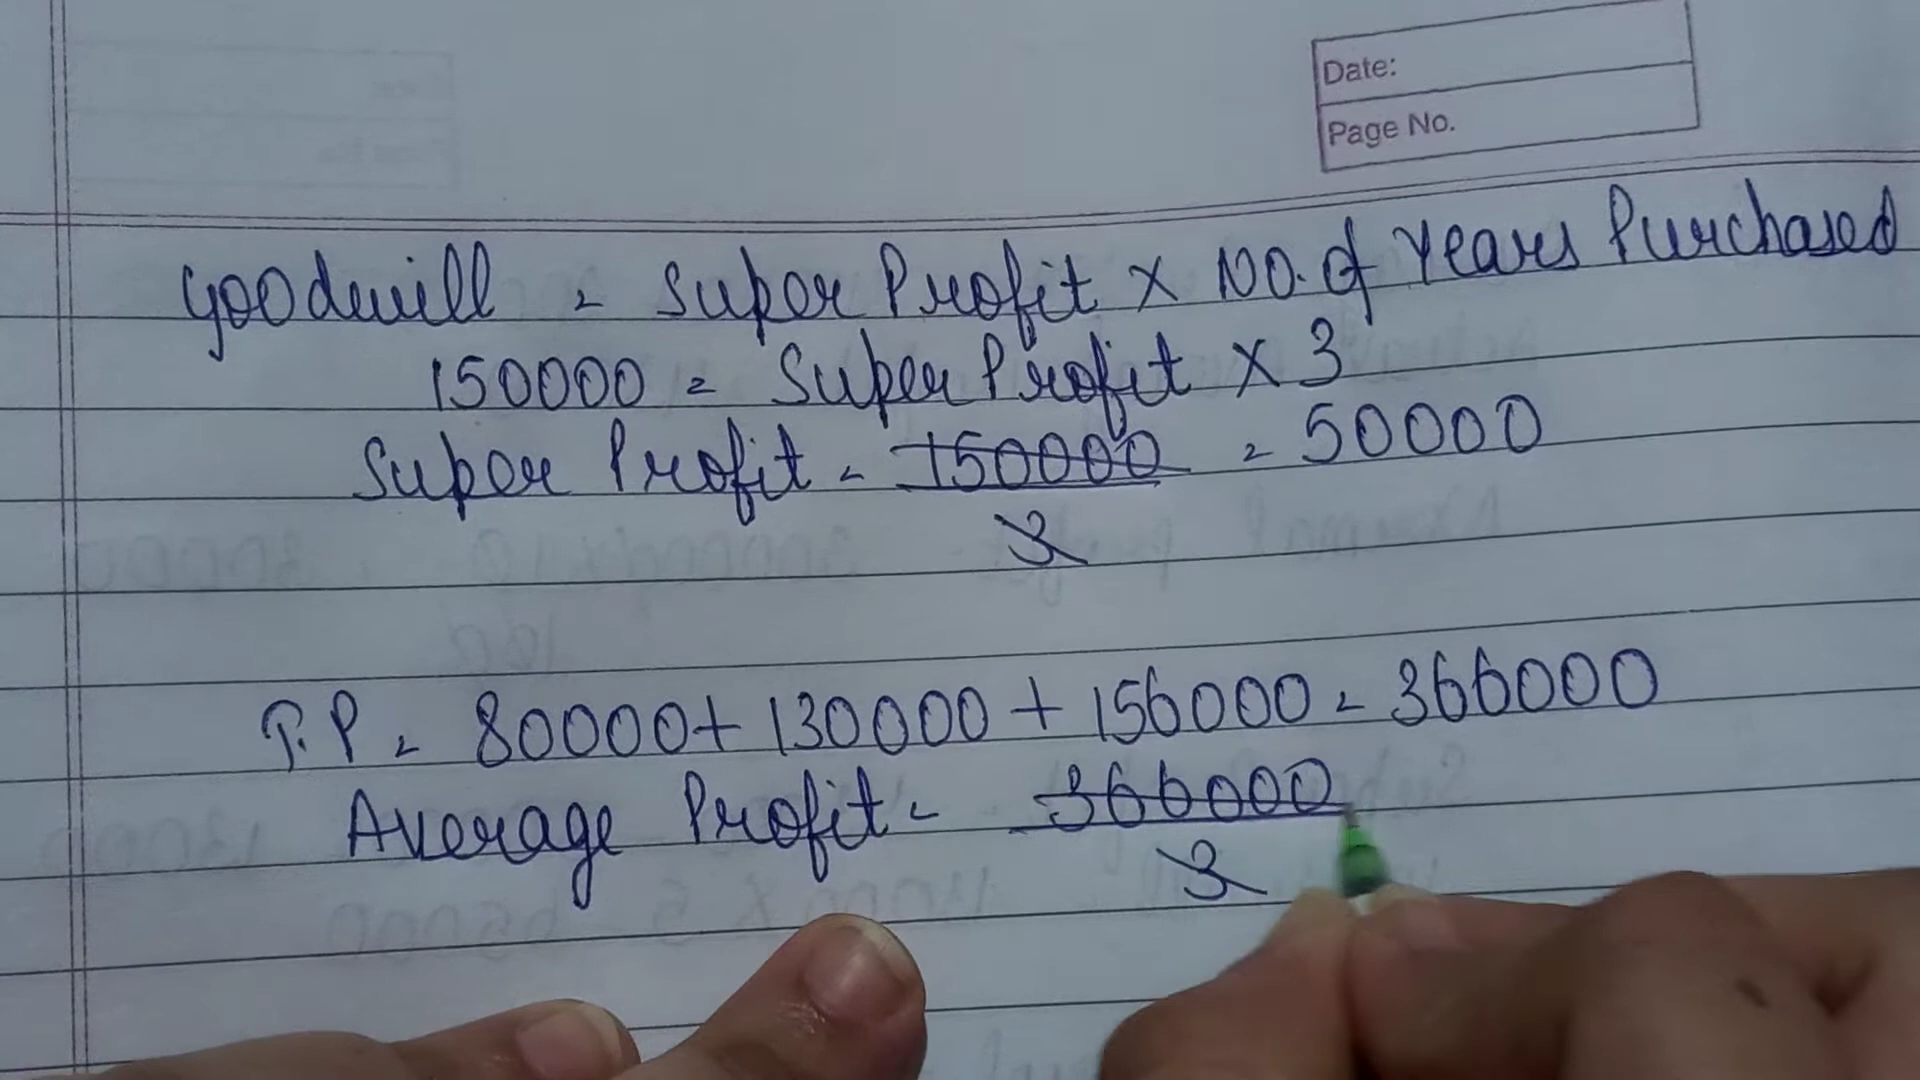 Date:
Page No.
Goodwill = Super Profit × No. of Years Purchased
150000 = Super Profit × 3
Super Profit = 150000 = 50000
3
T.P = 80000 + 130000 + 156000 = 366000
Average Profit = 366000
3